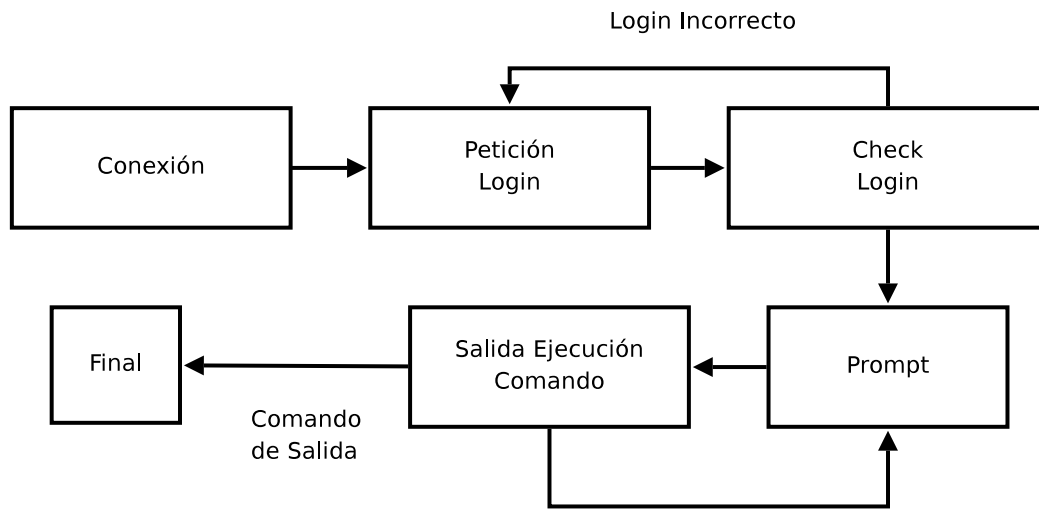 Login Incorrecto
Conexión
Petición
Login
Check
Login
Final
Salida Ejecución
Comando
Prompt
Comando
de Salida